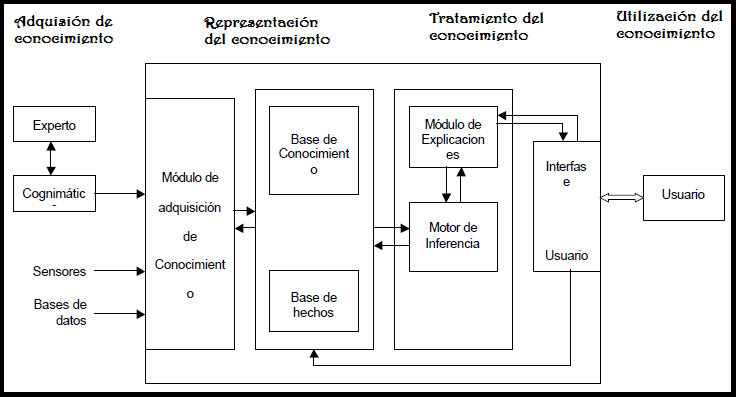 Adquisión de
conocimiento
Representación
del conocimiento
Tratamiento del
conocimiento
Utilización del
conocimiento
Experto
Cognimátic
-
Sensores
Bases de
datos
Módulo de
adquisición
de
Conocimient
o
Base de
Conocimient
o
Base de
hechos
Módulo de
Explicacion
es
Motor de
Inferencia
Interfas
e
Usuario
Usuario